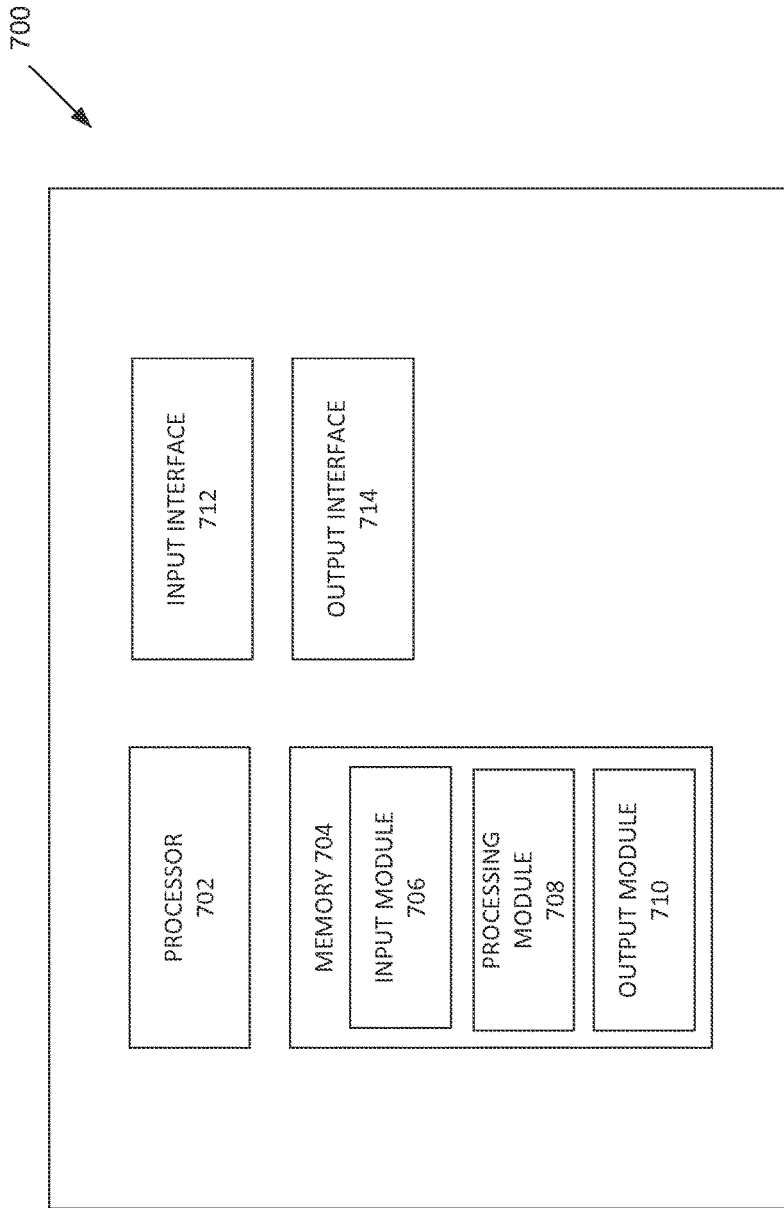 700
PROCESSOR
702
MEMORY 704
INPUT MODULE
706
PROCESSING
MODULE
708
OUTPUT MODULE
710
INPUT INTERFACE
712
OUTPUT INTERFACE
714